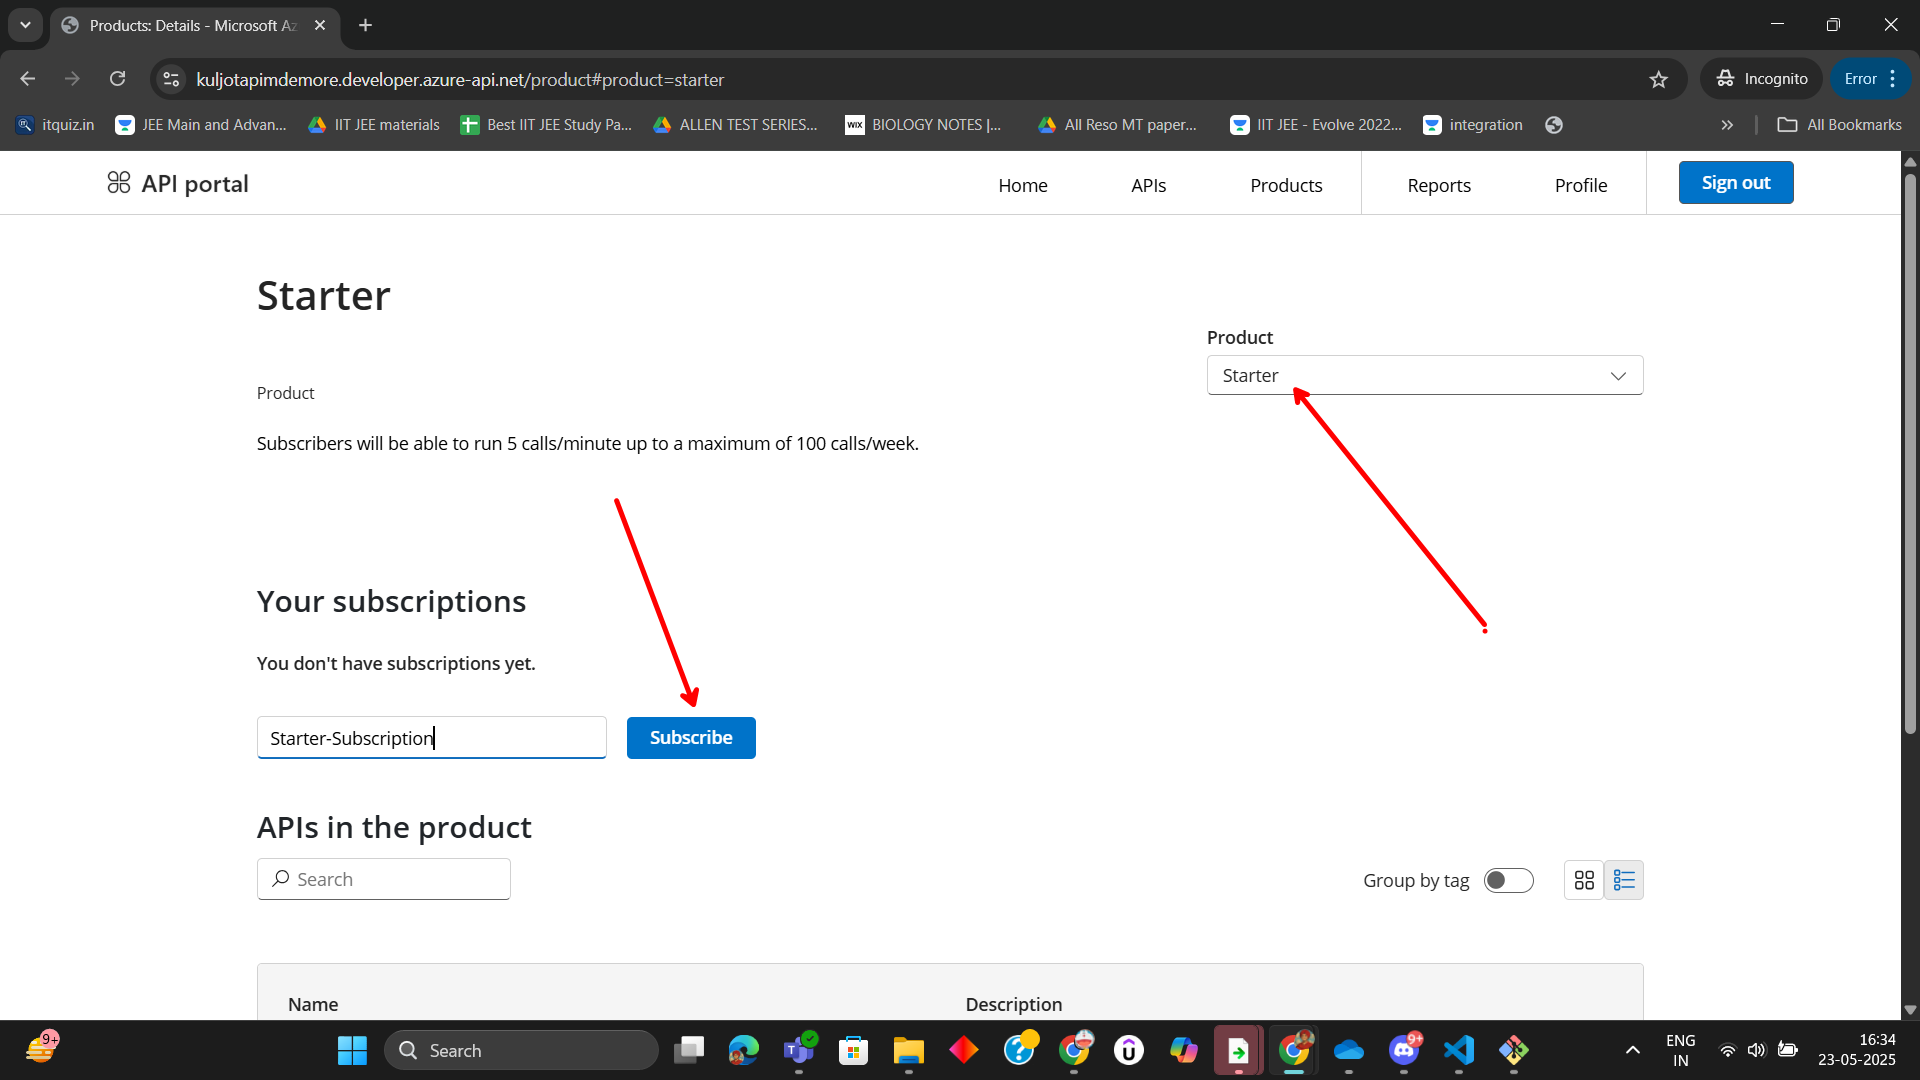 Products: Details - Microsoft Az
kuljotapimdemore.developer.azure-api.net/product#product=starter
Incognito
Error
itquiz.in
JEE Main and Advan...
IIT JEE materials
Best IIT JEE Study Pa...
ALLEN TEST SERIES...
WIX
BIOLOGY NOTES |...
All Reso MT paper...
IIT JEE - Evolve 2022...
integration
All Bookmarks
API portal
Home
APIs
Products
Reports
Profile
Sign out
Starter
Product
Starter
Product
Subscribers will be able to run 5 calls/minute up to a maximum of 100 calls/week.
Your subscriptions
You don't have subscriptions yet.
Starter-Subscription
Subscribe
APIs in the product
Search
Group by tag
Name
Description
9+
Search
9+
ENG
IN
16:34
23-05-2025